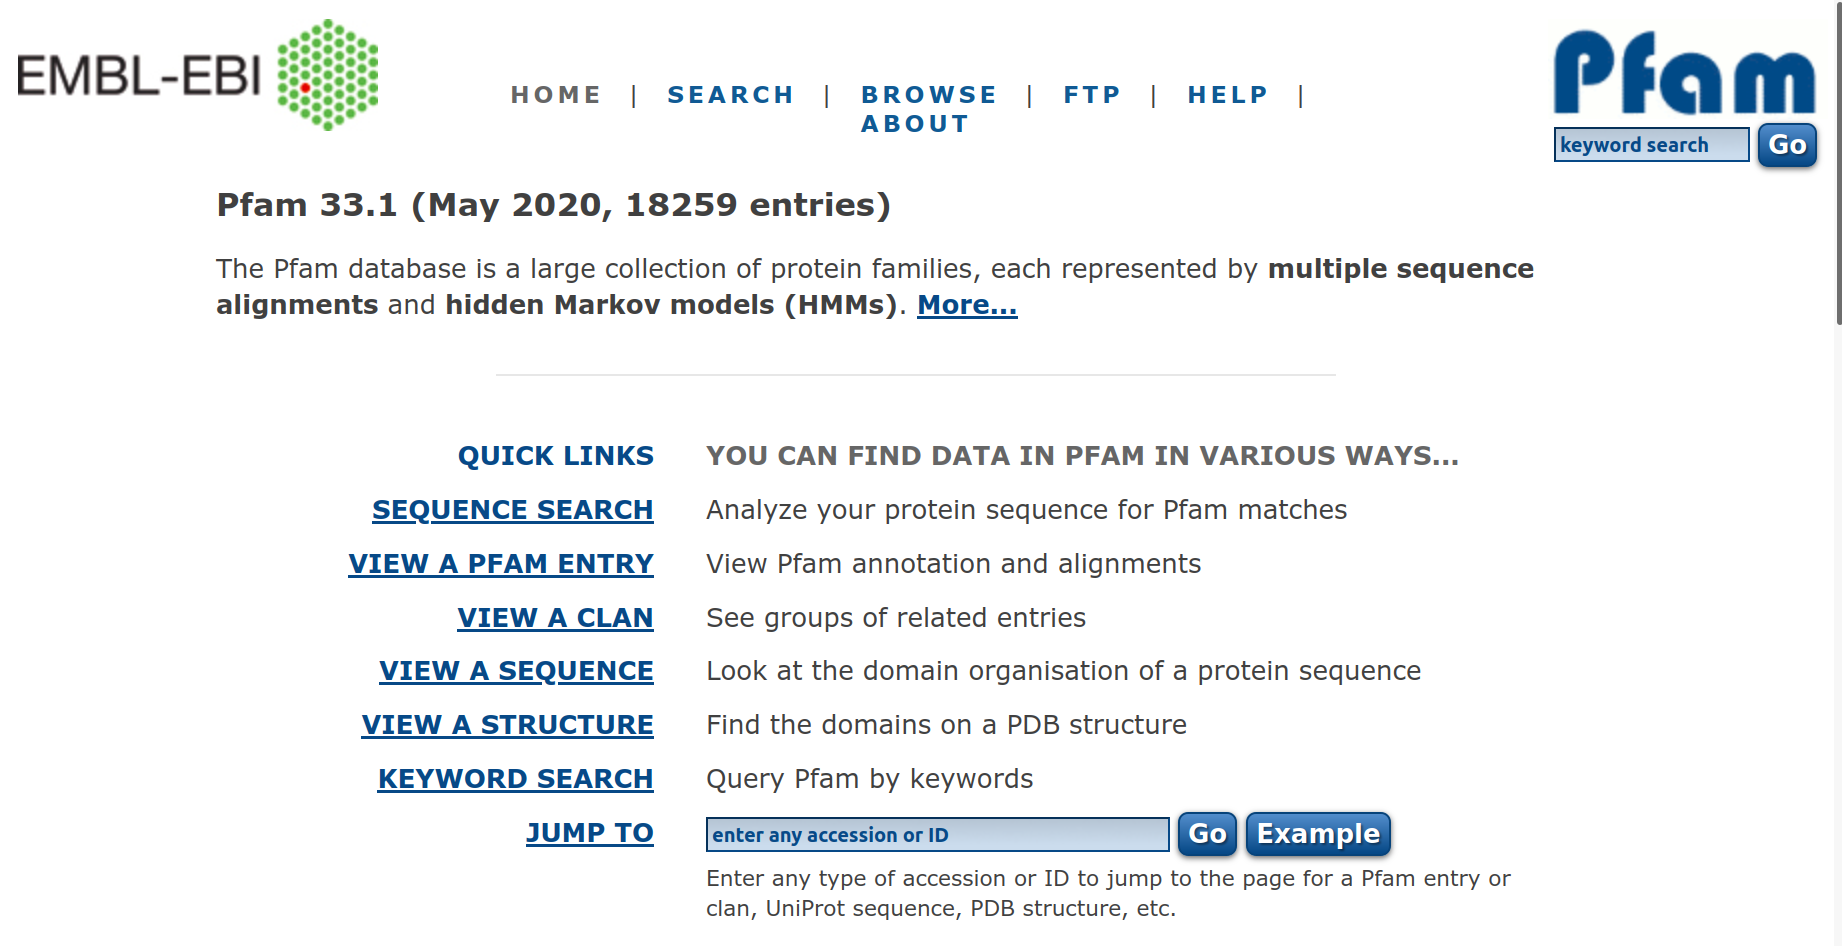 EMBL-EBI
HOME | SEARCH | BROWSE | FTP | HELP |
ABOUT
Pfam
keyword search Go
Pfam 33.1 (May 2020, 18259 entries)
The Pfam database is a large collection of protein families, each represented by multiple sequence
alignments and hidden Markov models (HMMs). More...
QUICK LINKS YOU CAN FIND DATA IN PFAM IN VARIOUS WAYS...
SEQUENCE SEARCH Analyze your protein sequence for Pfam matches
VIEW A PFAM ENTRY View Pfam annotation and alignments
VIEW A CLAN See groups of related entries
VIEW A SEQUENCE Look at the domain organisation of a protein sequence
VIEW A STRUCTURE Find the domains on a PDB structure
KEYWORD SEARCH Query Pfam by keywords
JUMP TO enter any accession or ID Go Example
Enter any type of accession or ID to jump to the page for a Pfam entry or
clan, UniProt sequence, PDB structure, etc.